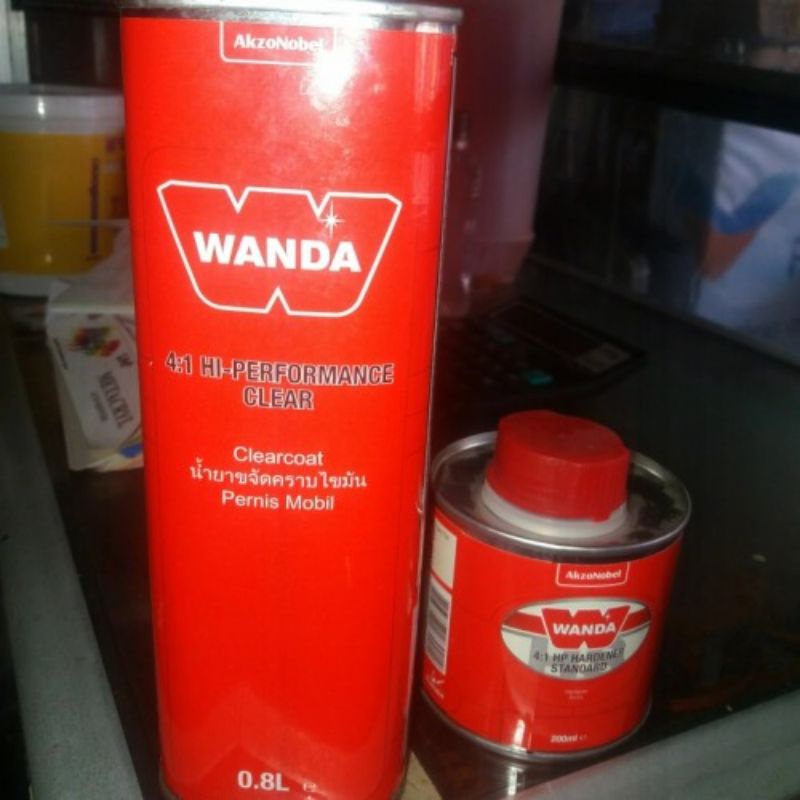 AkzoNobel
WANDA
4:1 HI-PERFORMANCE
CLEAR
Clearcoat
น้ำยาขจัดคราบไขมัน
Pernis Mobil
0.8L
METACRYL
AkzoNobel
WANDA
4:1 HP HARDENER
STANDARD
200ml